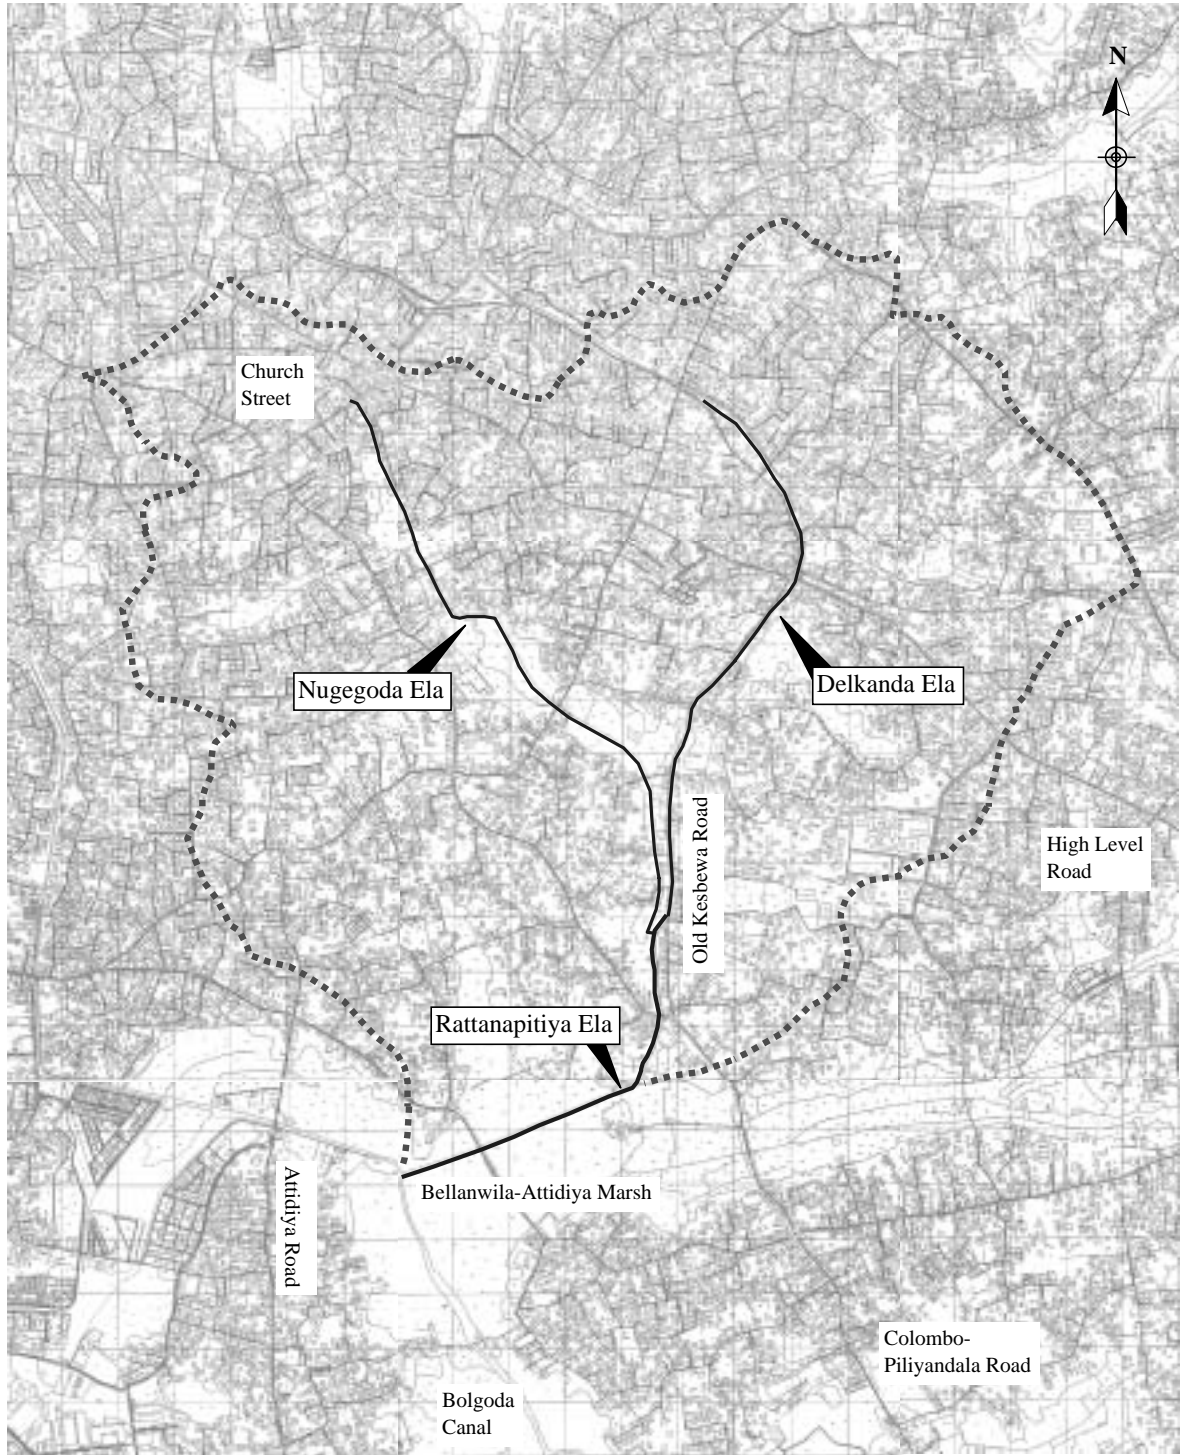 N
Church
Street
Nugegoda Ela
Delkanda Ela
Old Kesbewa Road
High Level
Road
Rattanapitiya Ela
Attidiya Road
Bellanwila-Attidiya Marsh
Colombo-
Piliyandala Road
Bolgoda
Canal